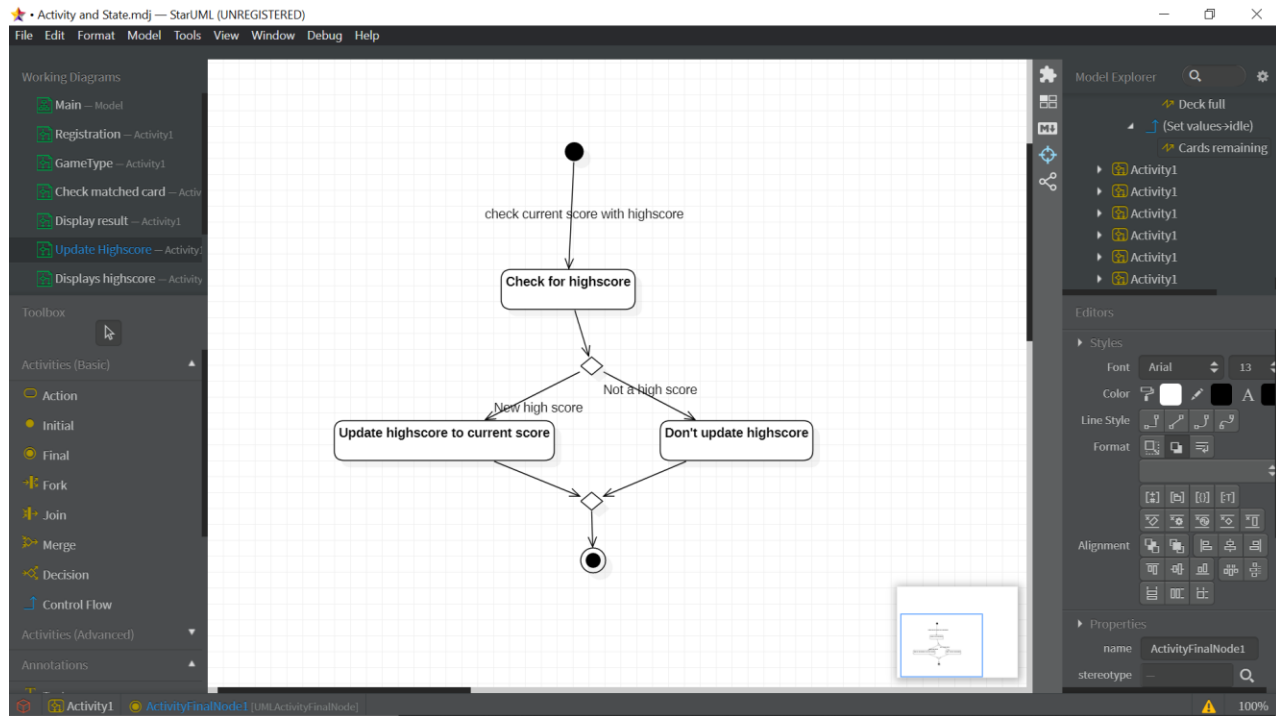 • Activity and State.mdj — StarUML (UNREGISTERED)
File Edit Format Model Tools View Window Debug Help
Working Diagrams
Main — Model
Registration — Activity1
GameType — Activity1
Check matched card — Activ
Display result — Activity1
Update Highscore — Activity1
Displays highscore — Activity
Toolbox
Activities (Basic)
Action
Initial
Final
Fork
Join
Merge
Decision
Control Flow
Activities (Advanced)
Annotations
check current score with highscore
Check for highscore
Not a high score
New high score
Update highscore to current score
Don't update highscore
M
Model Explorer
Deck full
(Set values→idle)
Cards remaining
Activity1
Activity1
Activity1
Activity1
Activity1
Activity1
Editors
Styles
Font Arial 13
Color A
Line Style
Format
Alignment
Properties
name ActivityFinalNode1
stereotype —
Activity1 ActivityFinalNode1 [UMLActivityFinalNode] 100%